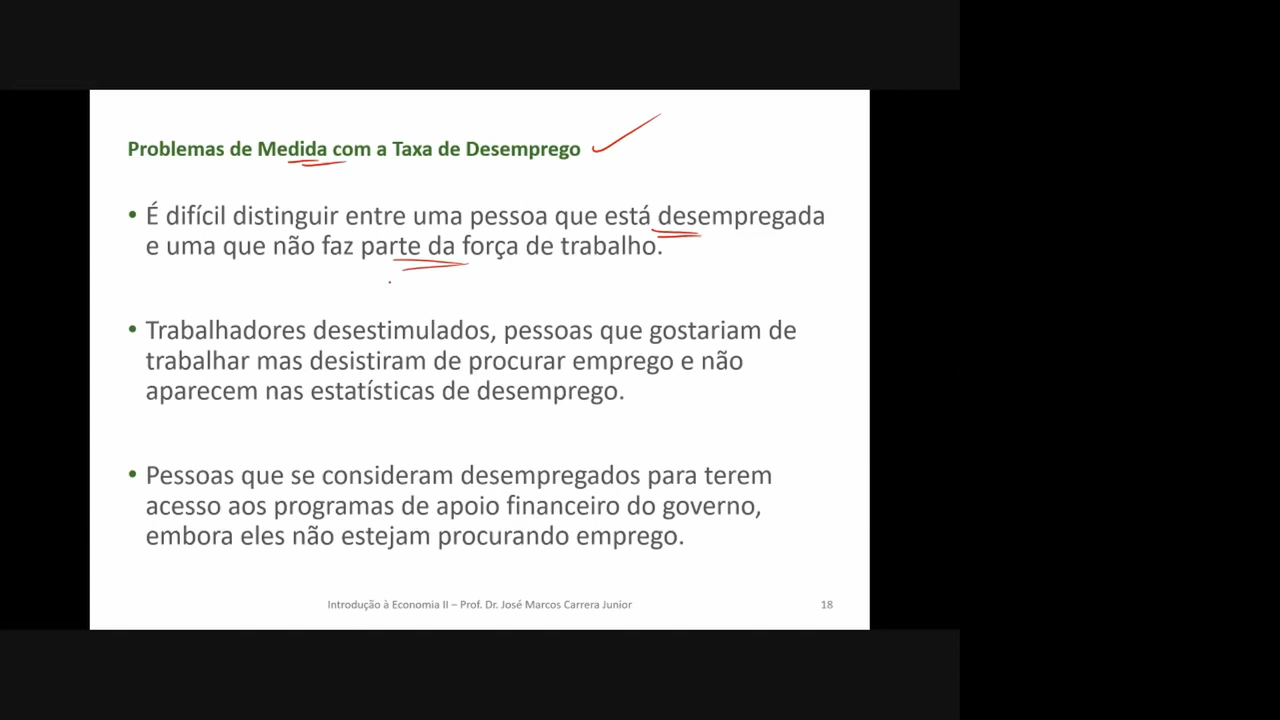 Problemas de Medida com a Taxa de Desemprego
• É difícil distinguir entre uma pessoa que está desempregada
e uma que não faz parte da força de trabalho.
• Trabalhadores desestimulados, pessoas que gostariam de
trabalhar mas desistiram de procurar emprego e não
aparecem nas estatísticas de desemprego.
• Pessoas que se consideram desempregados para terem
acesso aos programas de apoio financeiro do governo,
embora eles não estejam procurando emprego.
Introdução à Economia II – Prof. Dr. José Marcos Carrera Junior
18